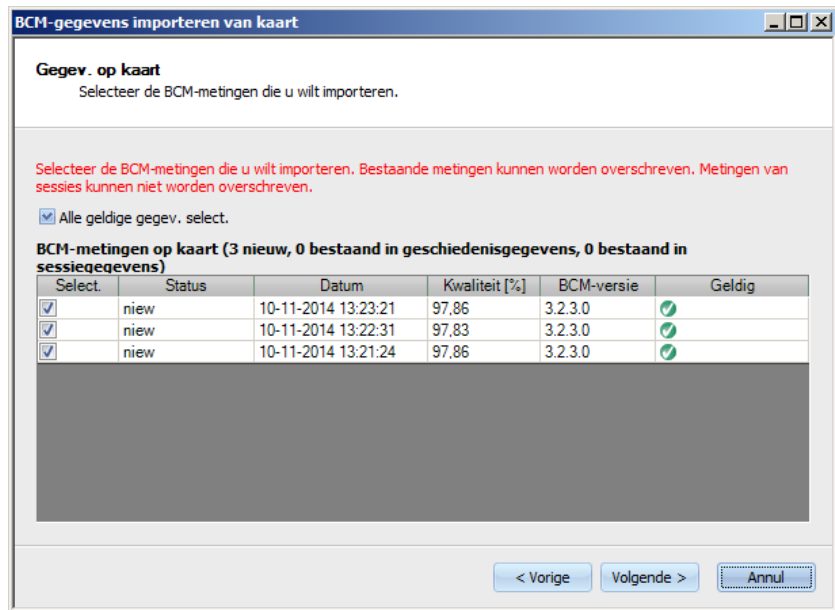 BCM-gegevens importeren van kaart
Gegev. op kaart
Selecteer de BCM-metingen die u wilt importeren.
Selecteer de BCM-metingen die u wilt importeren. Bestaande metingen kunnen worden overschreven. Metingen van
sessies kunnen niet worden overschreven.
Alle geldige gegev. select.
BCM-metingen op kaart (3 nieuw, 0 bestaand in geschiedenisgegevens, 0 bestaand in
sessiegegevens)
Select. Status Datum Kwaliteit [%] BCM-versie Geldig
niew 10-11-2014 13:23:21 97,86 3.2.3.0
niew 10-11-2014 13:22:31 97,83 3.2.3.0
niew 10-11-2014 13:21:24 97,86 3.2.3.0
< Vorige Volgende > Annul